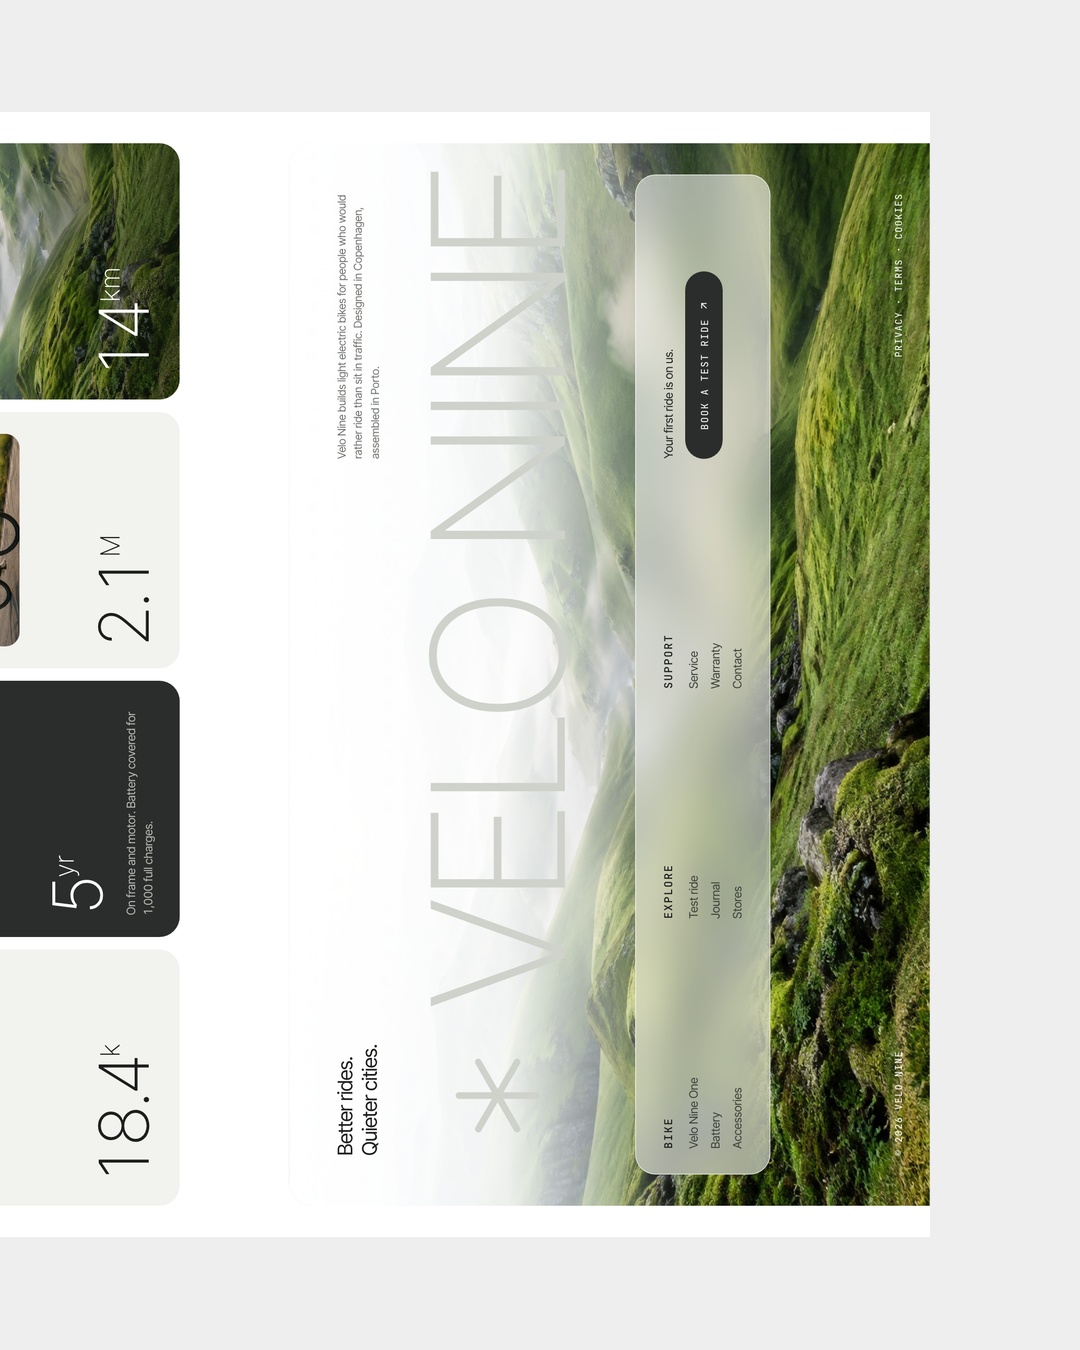 18.4k
5yr
On frame and motor. Battery covered for
1,000 full charges.
2.1M
14km
Better rides.
Quieter cities.
Velo Nine builds light electric bikes for people who would
rather ride than sit in traffic. Designed in Copenhagen,
assembled in Porto.
VELO NINE
BIKE
Velo Nine One
Battery
Accessories
EXPLORE
Test ride
Journal
Stores
SUPPORT
Service
Warranty
Contact
Your first ride is on us.
BOOK A TEST RIDE ↗
© 2026 VELO NINE
PRIVACY · TERMS · COOKIES